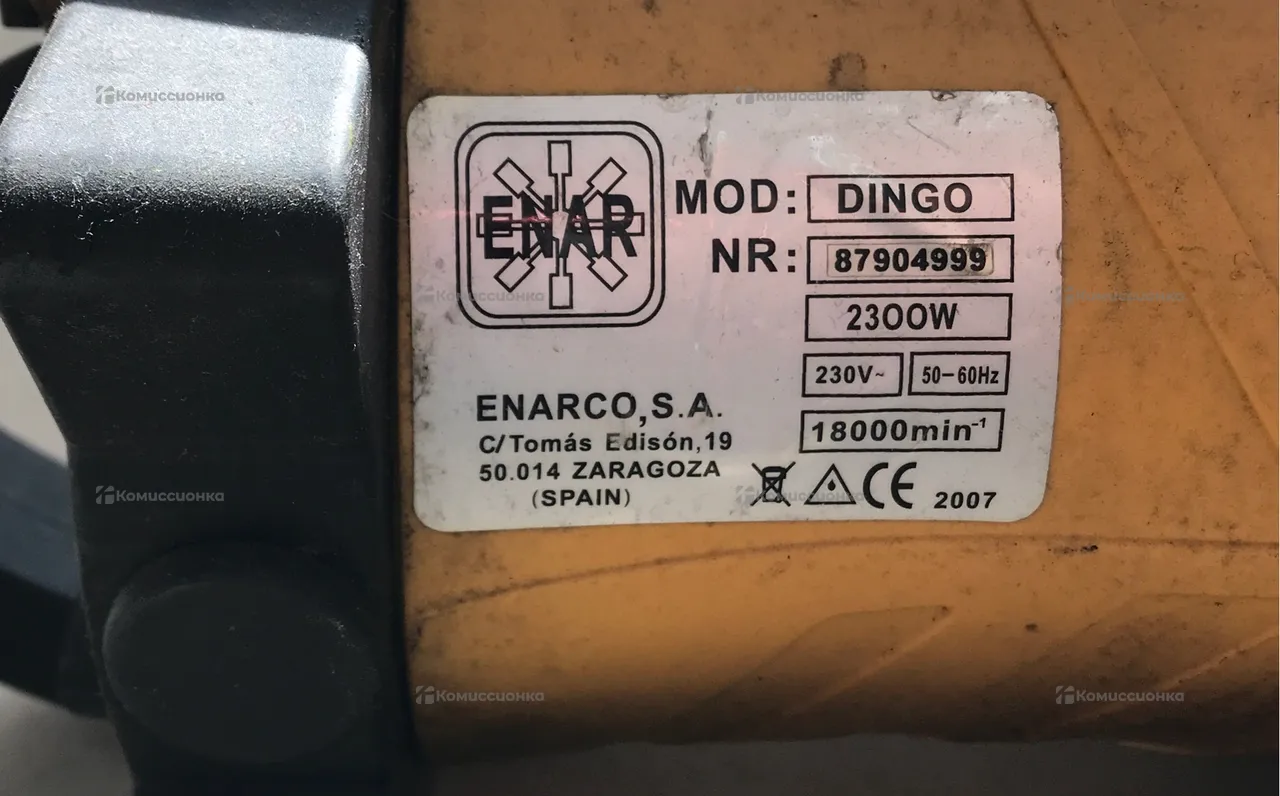 ENAR
MOD: DINGO
NR: 87904999
2300W
230V~ 50-60Hz
18000min⁻¹
ENARCO,S.A.
C/Tomás Edisón,19
50.014 ZARAGOZA
(SPAIN)
CE 2007
Комиссионка
Комиссионка
Комиссионка
Комиссионка
Комиссионка
Комиссионка
Комиссионка
Комиссионка